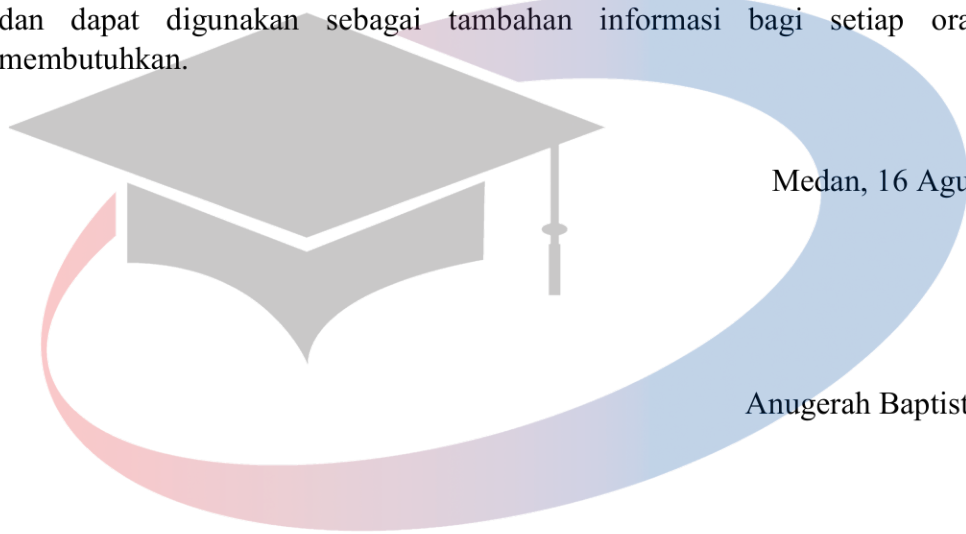 dan dapat digunakan sebagai tambahan informasi bagi setiap ora
membutuhkan.
Medan, 16 Agu
Anugerah Baptist